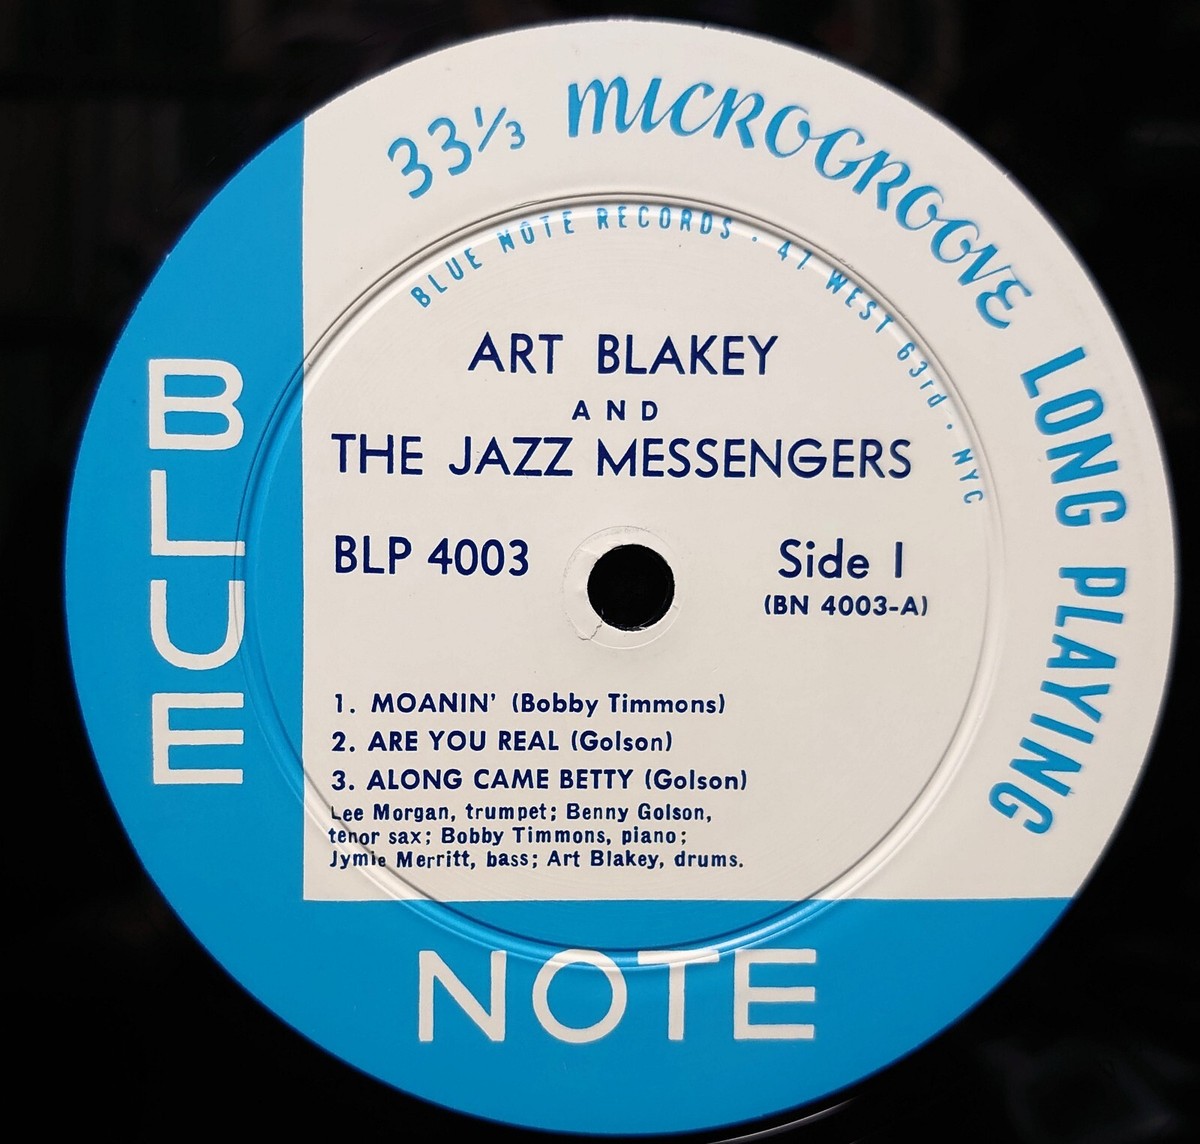 33⅓ MICROGROOVE LONG PLAYING
BLUE NOTE RECORDS · 47 WEST 63rd · NYC
ART BLAKEY
AND
THE JAZZ MESSENGERS
BLP 4003
Side 1
(BN 4003-A)
1. MOANIN' (Bobby Timmons)
2. ARE YOU REAL (Golson)
3. ALONG CAME BETTY (Golson)
Lee Morgan, trumpet; Benny Golson,
tenor sax; Bobby Timmons, piano;
Jymie Merritt, bass; Art Blakey, drums.
BLUE
NOTE